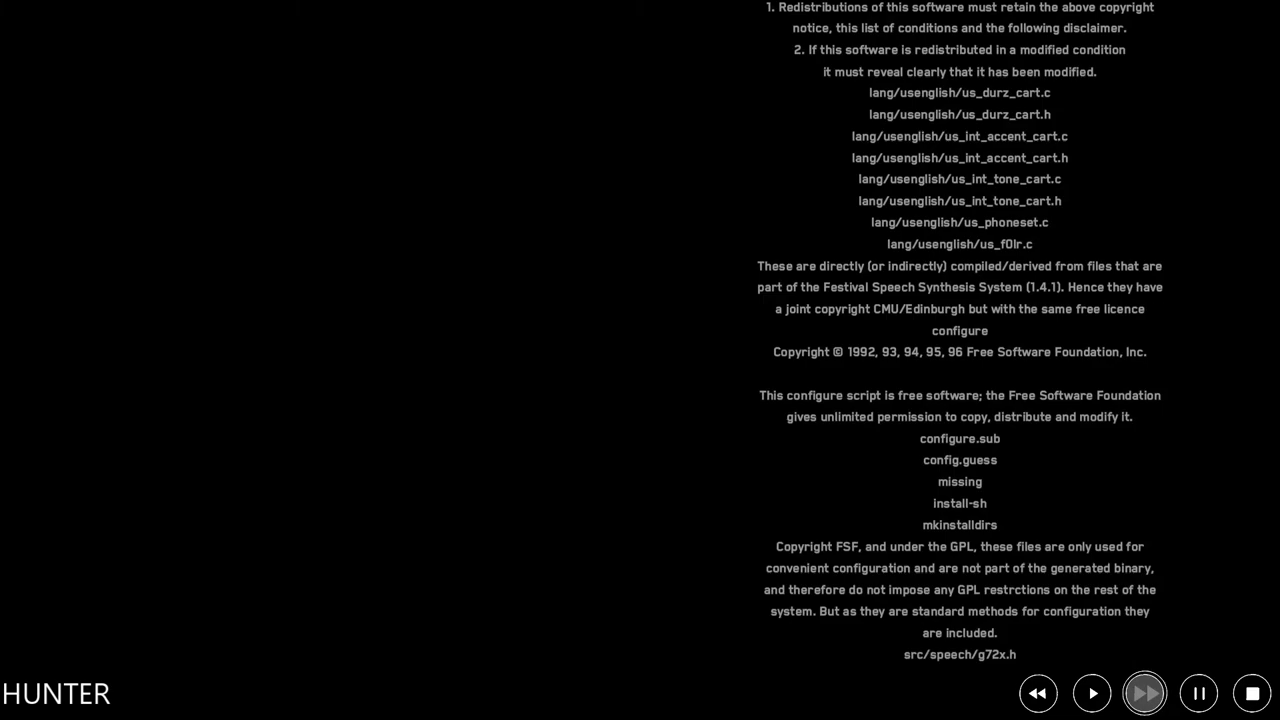 1. Redistributions of this software must retain the above copyright
notice, this list of conditions and the following disclaimer.
2. If this software is redistributed in a modified condition
it must reveal clearly that it has been modified.
lang/usenglish/us_durz_cart.c
lang/usenglish/us_durz_cart.h
lang/usenglish/us_int_accent_cart.c
lang/usenglish/us_int_accent_cart.h
lang/usenglish/us_int_tone_cart.c
lang/usenglish/us_int_tone_cart.h
lang/usenglish/us_phoneset.c
lang/usenglish/us_f0lr.c
These are directly (or indirectly) compiled/derived from files that are
part of the Festival Speech Synthesis System (1.4.1). Hence they have
a joint copyright CMU/Edinburgh but with the same free licence
configure
Copyright © 1992, 93, 94, 95, 96 Free Software Foundation, Inc.
This configure script is free software; the Free Software Foundation
gives unlimited permission to copy, distribute and modify it.
configure.sub
config.guess
missing
install-sh
mkinstalldirs
Copyright FSF, and under the GPL, these files are only used for
convenient configuration and are not part of the generated binary,
and therefore do not impose any GPL restrctions on the rest of the
system. But as they are standard methods for configuration they
are included.
src/speech/g72x.h
HUNTER